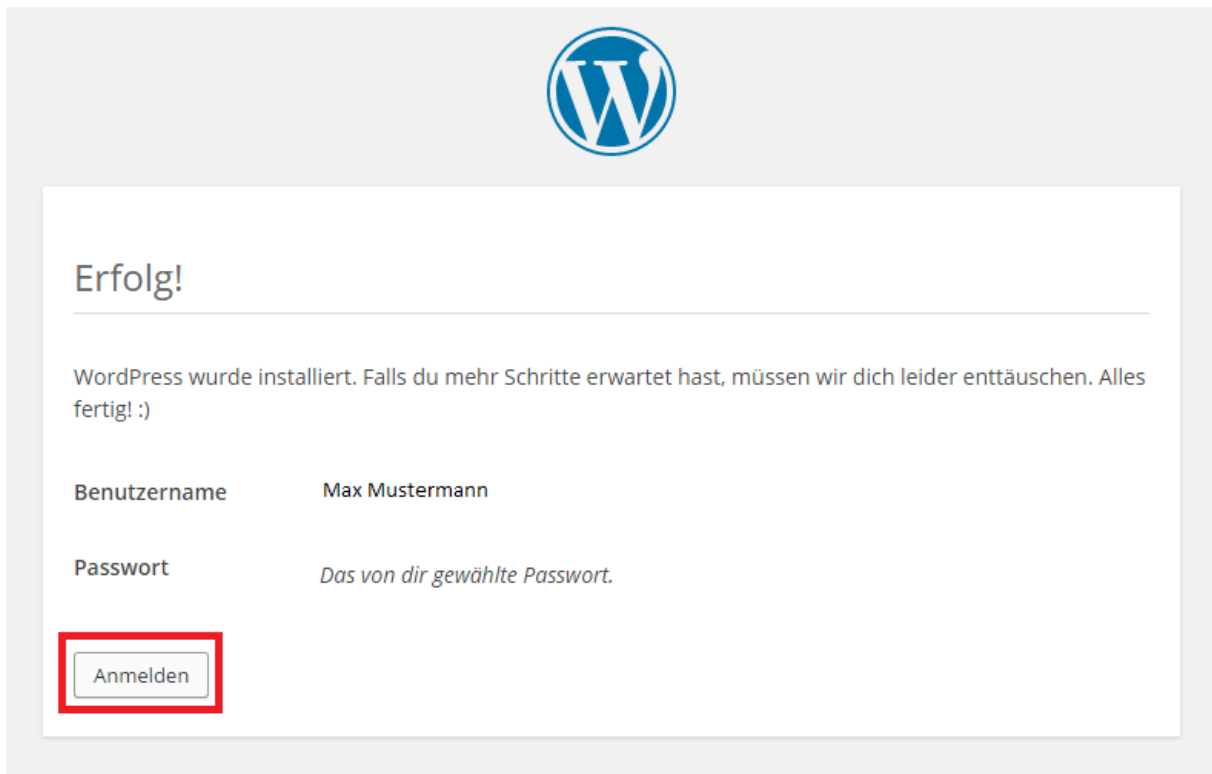 Erfolg!
WordPress wurde installiert. Falls du mehr Schritte erwartet hast, müssen wir dich leider enttäuschen. Alles
fertig! :)
Benutzername Max Mustermann
Passwort Das von dir gewählte Passwort.
Anmelden